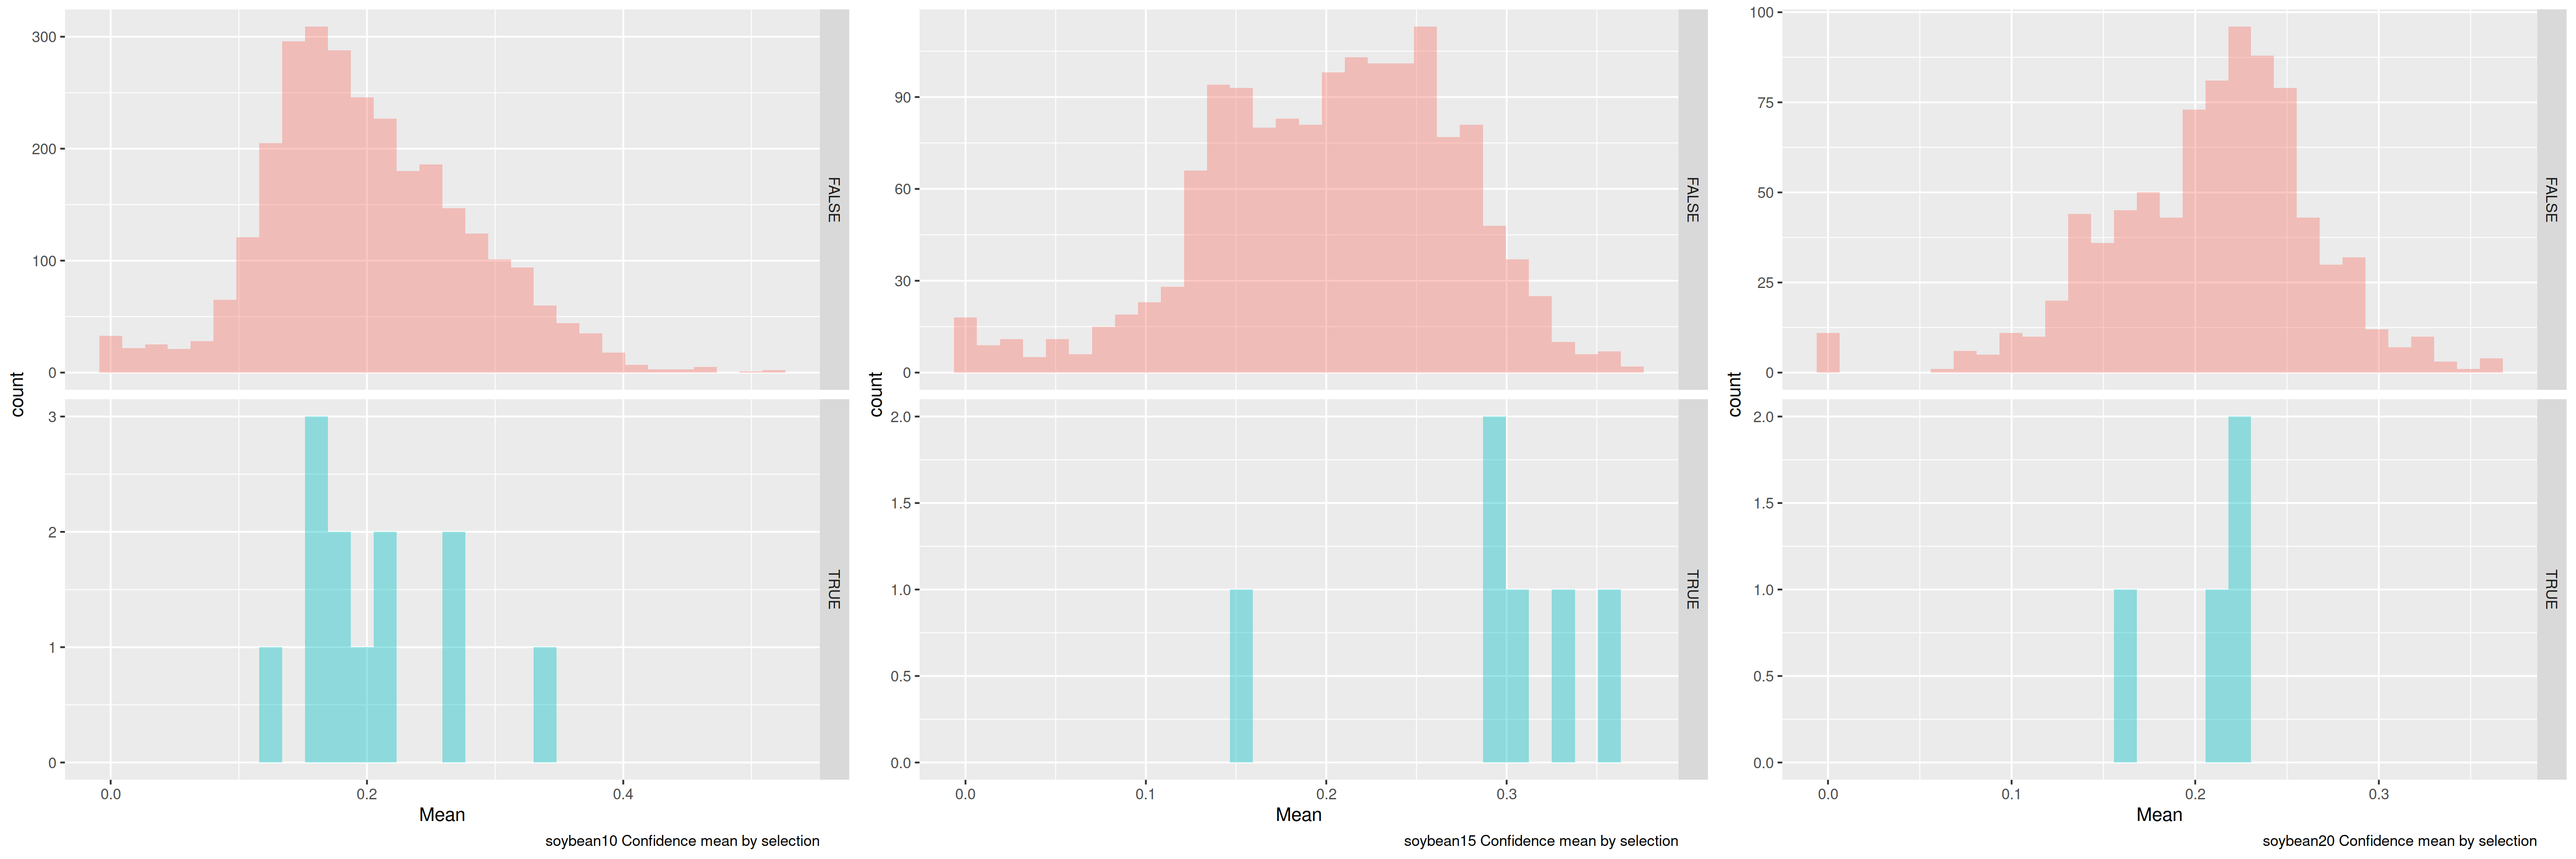 300
200
100
0
FALSE
count
3
2
1
0
TRUE
0.0 0.2 0.4
Mean
soybean10 Confidence mean by selection
90
60
30
0
FALSE
count
2.0
1.5
1.0
0.5
0.0
TRUE
0.0 0.1 0.2 0.3
Mean
soybean15 Confidence mean by selection
100
75
50
25
0
FALSE
count
2.0
1.5
1.0
0.5
0.0
TRUE
0.0 0.1 0.2 0.3
Mean
soybean20 Confidence mean by selection